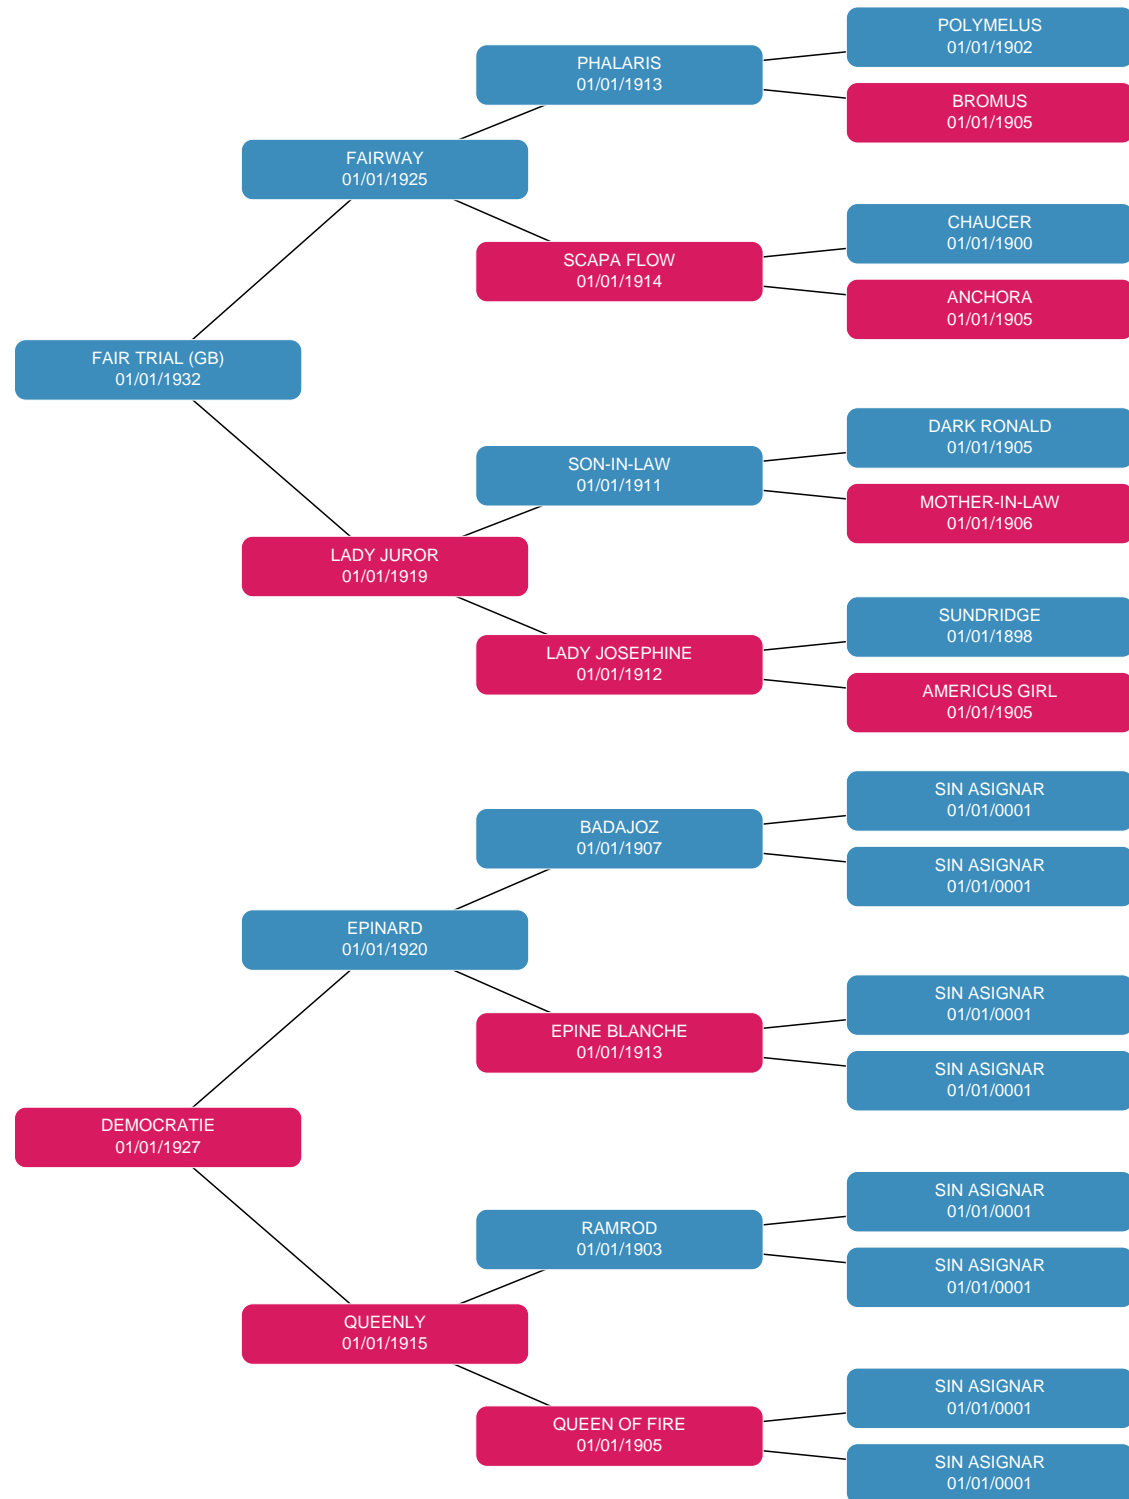 POLYMELUS
01/01/1902
PHALARIS
01/01/1913
BROMUS
01/01/1905
FAIRWAY
01/01/1925
CHAUCER
01/01/1900
SCAPA FLOW
01/01/1914
ANCHORA
01/01/1905
FAIR TRIAL (GB)
01/01/1932
DARK RONALD
01/01/1905
SON-IN-LAW
01/01/1911
MOTHER-IN-LAW
01/01/1906
LADY JUROR
01/01/1919
SUNDRIDGE
01/01/1898
LADY JOSEPHINE
01/01/1912
AMERICUS GIRL
01/01/1905
SIN ASIGNAR
01/01/0001
BADAJOZ
01/01/1907
SIN ASIGNAR
01/01/0001
EPINARD
01/01/1920
SIN ASIGNAR
01/01/0001
EPINE BLANCHE
01/01/1913
SIN ASIGNAR
01/01/0001
DEMOCRATIE
01/01/1927
SIN ASIGNAR
01/01/0001
RAMROD
01/01/1903
SIN ASIGNAR
01/01/0001
QUEENLY
01/01/1915
SIN ASIGNAR
01/01/0001
QUEEN OF FIRE
01/01/1905
SIN ASIGNAR
01/01/0001